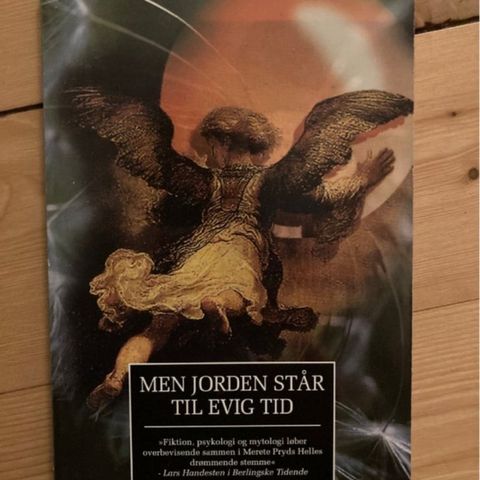 MEN JORDEN STÅR
TIL EVIG TID
»Fiktion, psykologi og mytologi løber
overbevisende sammen i Merete Pryds Helles
drømmende stemme«
- Lars Handesten i Berlingske Tidende